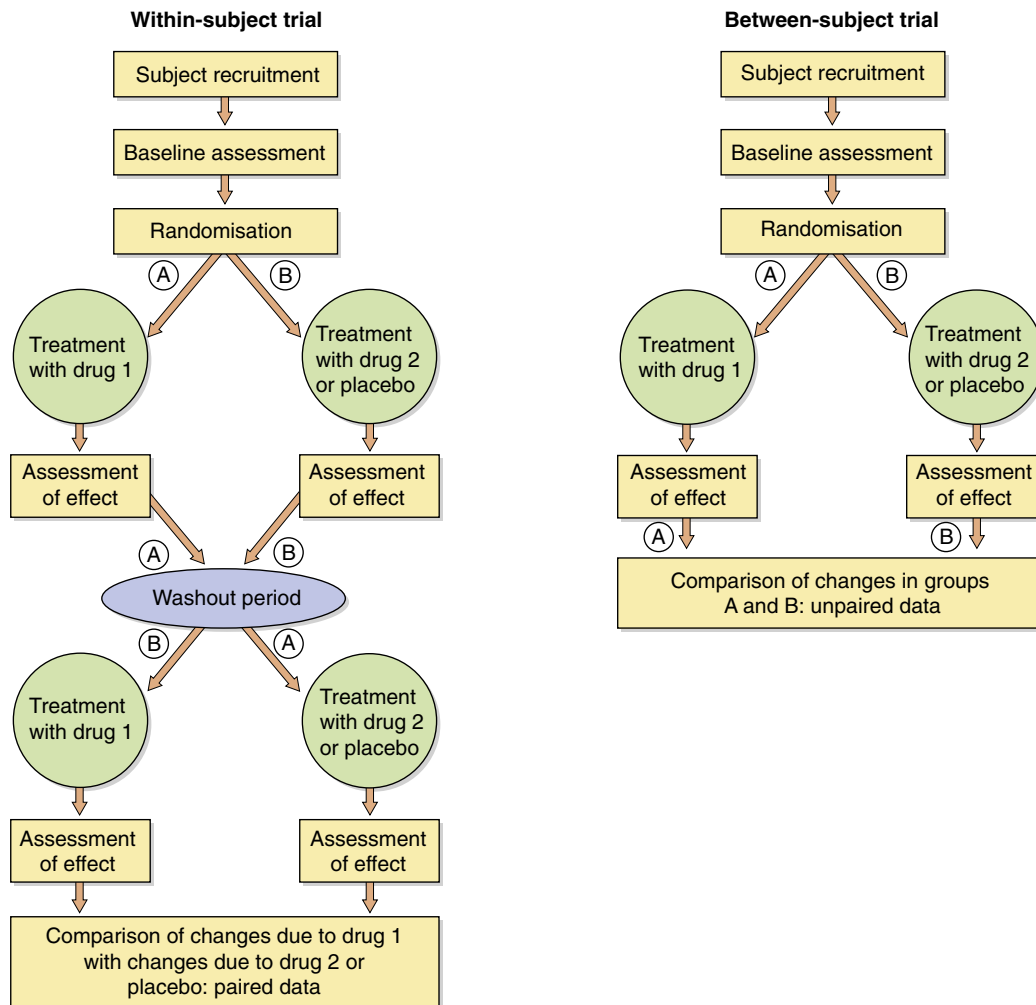 Within-subject trial
Subject recruitment
Baseline assessment
Randomisation
A
B
Treatment
with drug 1
Treatment
with drug 2
or placebo
Assessment
of effect
Assessment
of effect
A
B
Washout period
B
A
Treatment
with drug 1
Treatment
with drug 2
or placebo
Assessment
of effect
Assessment
of effect
Comparison of changes due to drug 1
with changes due to drug 2 or
placebo: paired data
Between-subject trial
Subject recruitment
Baseline assessment
Randomisation
A
B
Treatment
with drug 1
Treatment
with drug 2
or placebo
Assessment
of effect
Assessment
of effect
A
B
Comparison of changes in groups
A and B: unpaired data